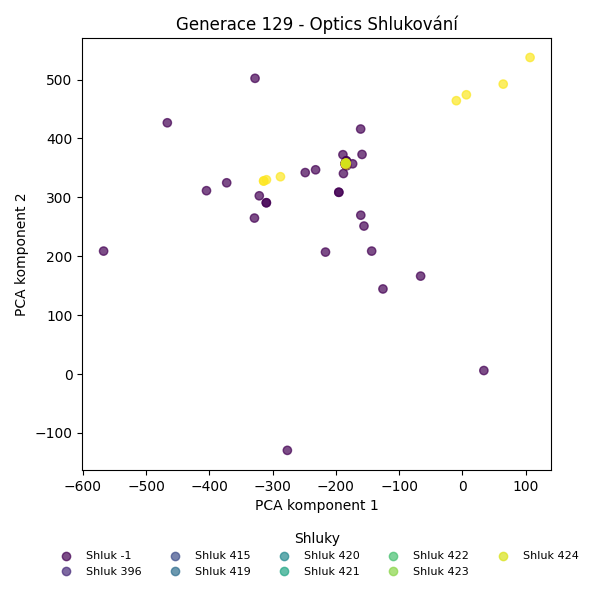 Generace 129 - Optics Shlukování
500
400
300
200
100
0
−100
PCA komponent 2
−600 −500 −400 −300 −200 −100 0 100
PCA komponent 1
Shluky
Shluk -1 Shluk 415 Shluk 420 Shluk 422 Shluk 424
Shluk 396 Shluk 419 Shluk 421 Shluk 423